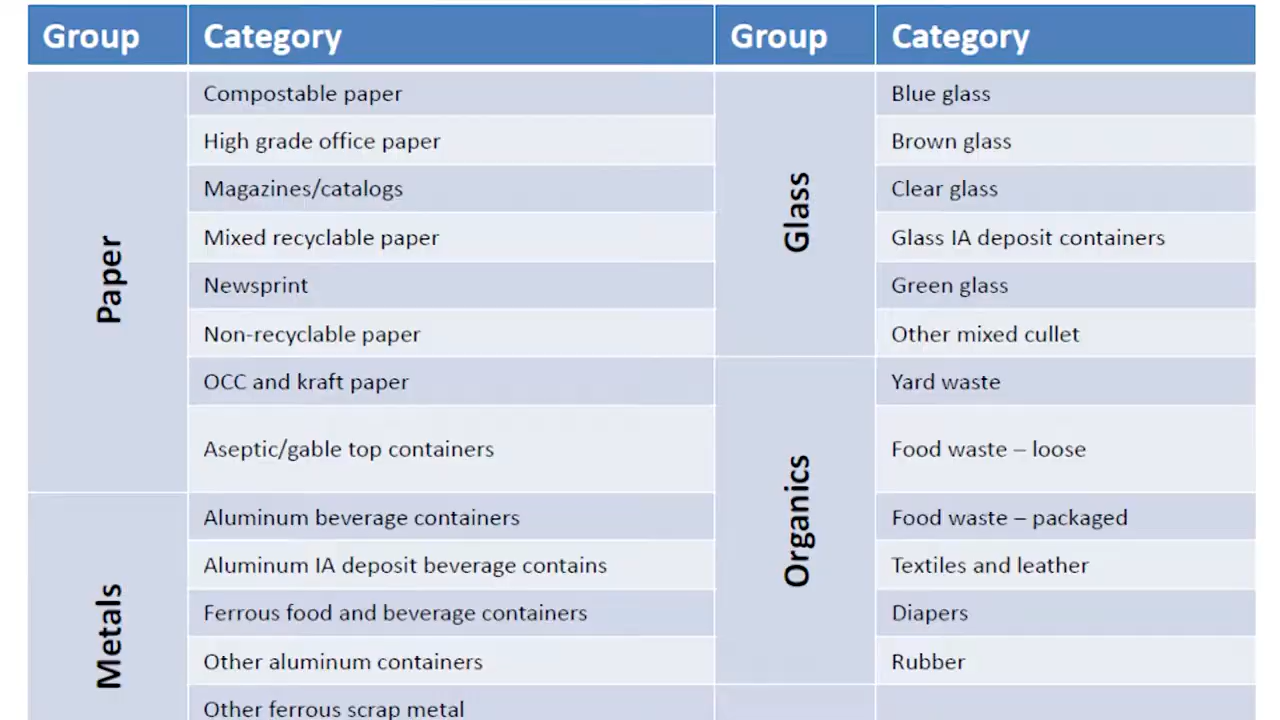 Group Category Group Category
Paper
Compostable paper
High grade office paper
Magazines/catalogs
Mixed recyclable paper
Newsprint
Non-recyclable paper
OCC and kraft paper
Aseptic/gable top containers
Metals
Aluminum beverage containers
Aluminum IA deposit beverage contains
Ferrous food and beverage containers
Other aluminum containers
Other ferrous scrap metal
Glass
Blue glass
Brown glass
Clear glass
Glass IA deposit containers
Green glass
Other mixed cullet
Organics
Yard waste
Food waste – loose
Food waste – packaged
Textiles and leather
Diapers
Rubber